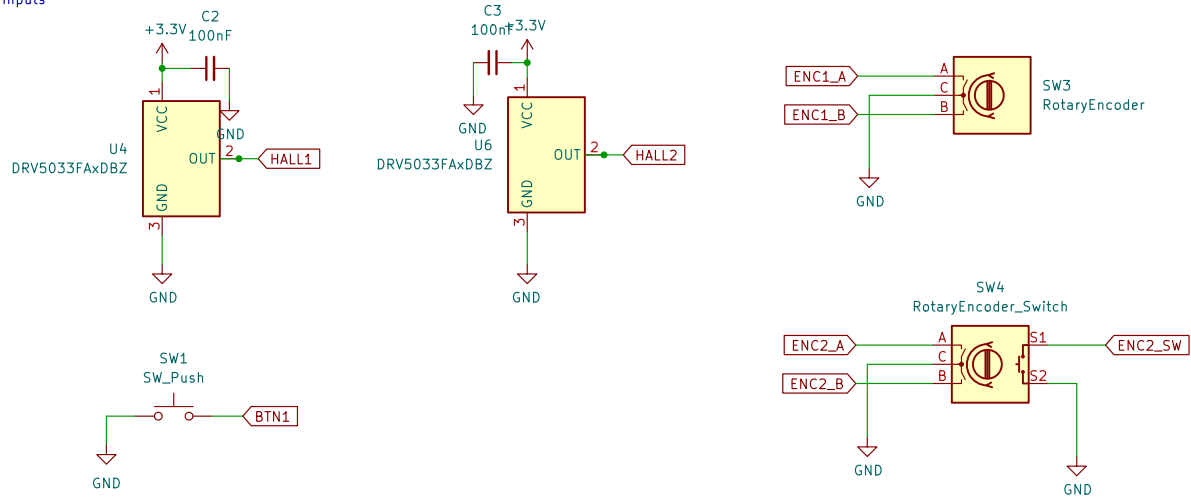 Inputs
+3.3V
C2
100nF
1
VCC
GND
U4
DRV5033FAxDBZ
OUT
2
HALL1
GND
3
GND
C3
100nF
+3.3V
1
VCC
GND
U6
DRV5033FAxDBZ
OUT
2
HALL2
GND
3
GND
ENC1_A
A
C
ENC1_B
B
SW3
RotaryEncoder
GND
SW1
SW_Push
BTN1
GND
SW4
RotaryEncoder_Switch
ENC2_A
A
C
ENC2_B
B
S1
S2
ENC2_SW
GND
GND